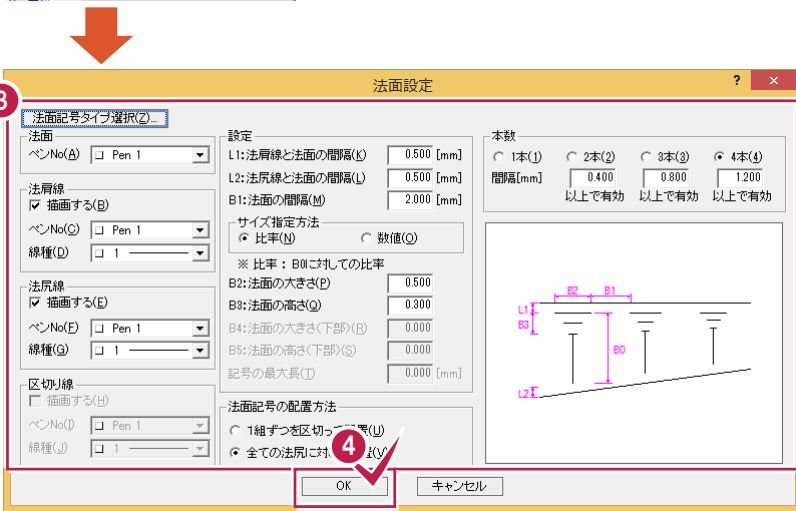 法面設定
?
×
3
法面記号タイプ選択(Z)...
法面
ペンNo(A) Pen 1
法肩線
描画する(B)
ペンNo(C) Pen 1
線種(D) 1
法尻線
描画する(E)
ペンNo(F) Pen 1
線種(G) 1
区切り線
描画する(H)
ペンNo(I) Pen 1
線種(J) 1
設定
L1:法肩線と法面の間隔(K) 0.500 [mm]
L2:法尻線と法面の間隔(L) 0.500 [mm]
B1:法面の間隔(M) 2.000 [mm]
サイズ指定方法
比率(N) 数値(O)
※ 比率 : B0に対しての比率
B2:法面の大きさ(P) 0.500
B3:法面の高さ(Q) 0.300
B4:法面の大きさ(下部)(R) 0.000
B5:法面の高さ(下部)(S) 0.000
記号の最大長(T) 0.000 [mm]
法面記号の配置方法
1組ずつを区切って配置(U)
全ての法尻に対
(V)
本数
1本(1) 2本(2) 3本(3) 4本(4)
間隔[mm] 0.400 0.800 1.200
以上で有効 以上で有効 以上で有効
B2 B1
L1
B3
B0
L2
4
OK
キャンセル